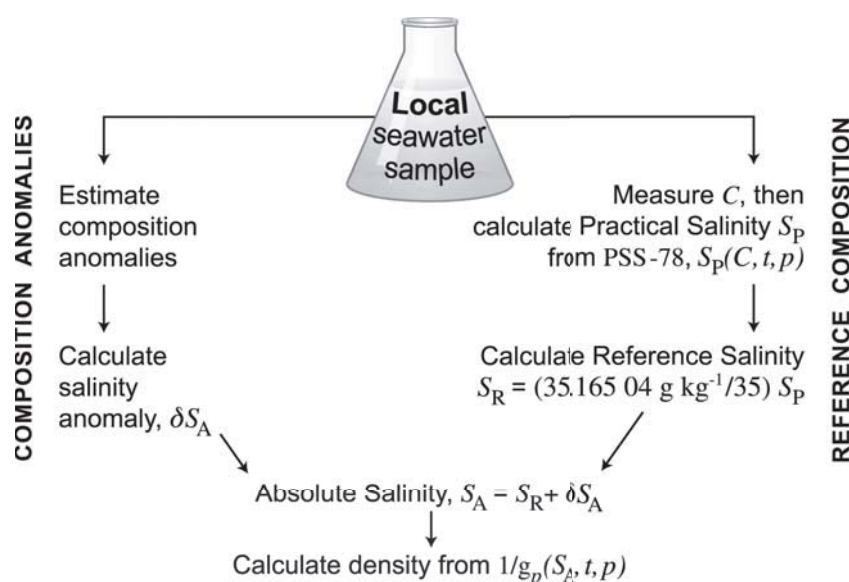 Local
seawater
sample
COMPOSITION ANOMALIES
Estimate
composition
anomalies
Calculate
salinity
anomaly, δS_A
REFERENCE COMPOSITION
Measure C, then
calculate Practical Salinity S_P
from PSS-78, S_P(C, t, p)
Calculate Reference Salinity
S_R = (35.165 04 g kg⁻¹/35) S_P
Absolute Salinity, S_A = S_R + δS_A
Calculate density from 1/g_p(S_A, t, p)